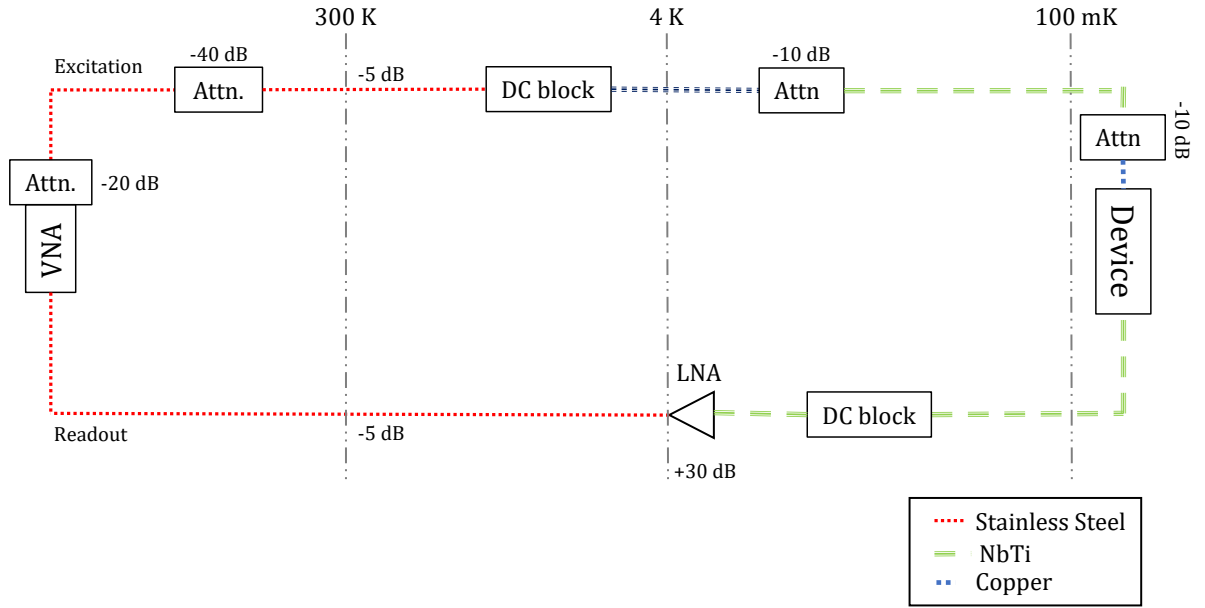 300 K
4 K
100 mK
-40 dB
-10 dB
Excitation
-5 dB
Attn.
DC block
Attn
-10 dB
Attn
Attn.
-20 dB
VNA
Device
LNA
DC block
Readout
-5 dB
+30 dB
Stainless Steel
NbTi
Copper